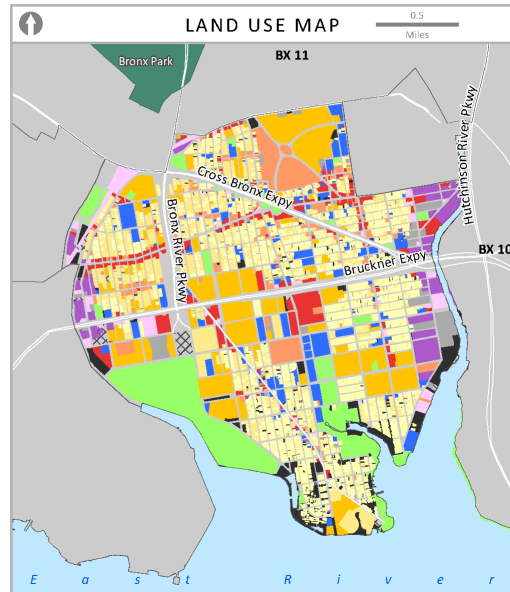 LAND USE MAP
0.5
Miles
Bronx Park
BX 11
Hutchinson River Pkwy
Cross Bronx Expy
Bronx River Pkwy
BX 10
Bruckner Expy
East River